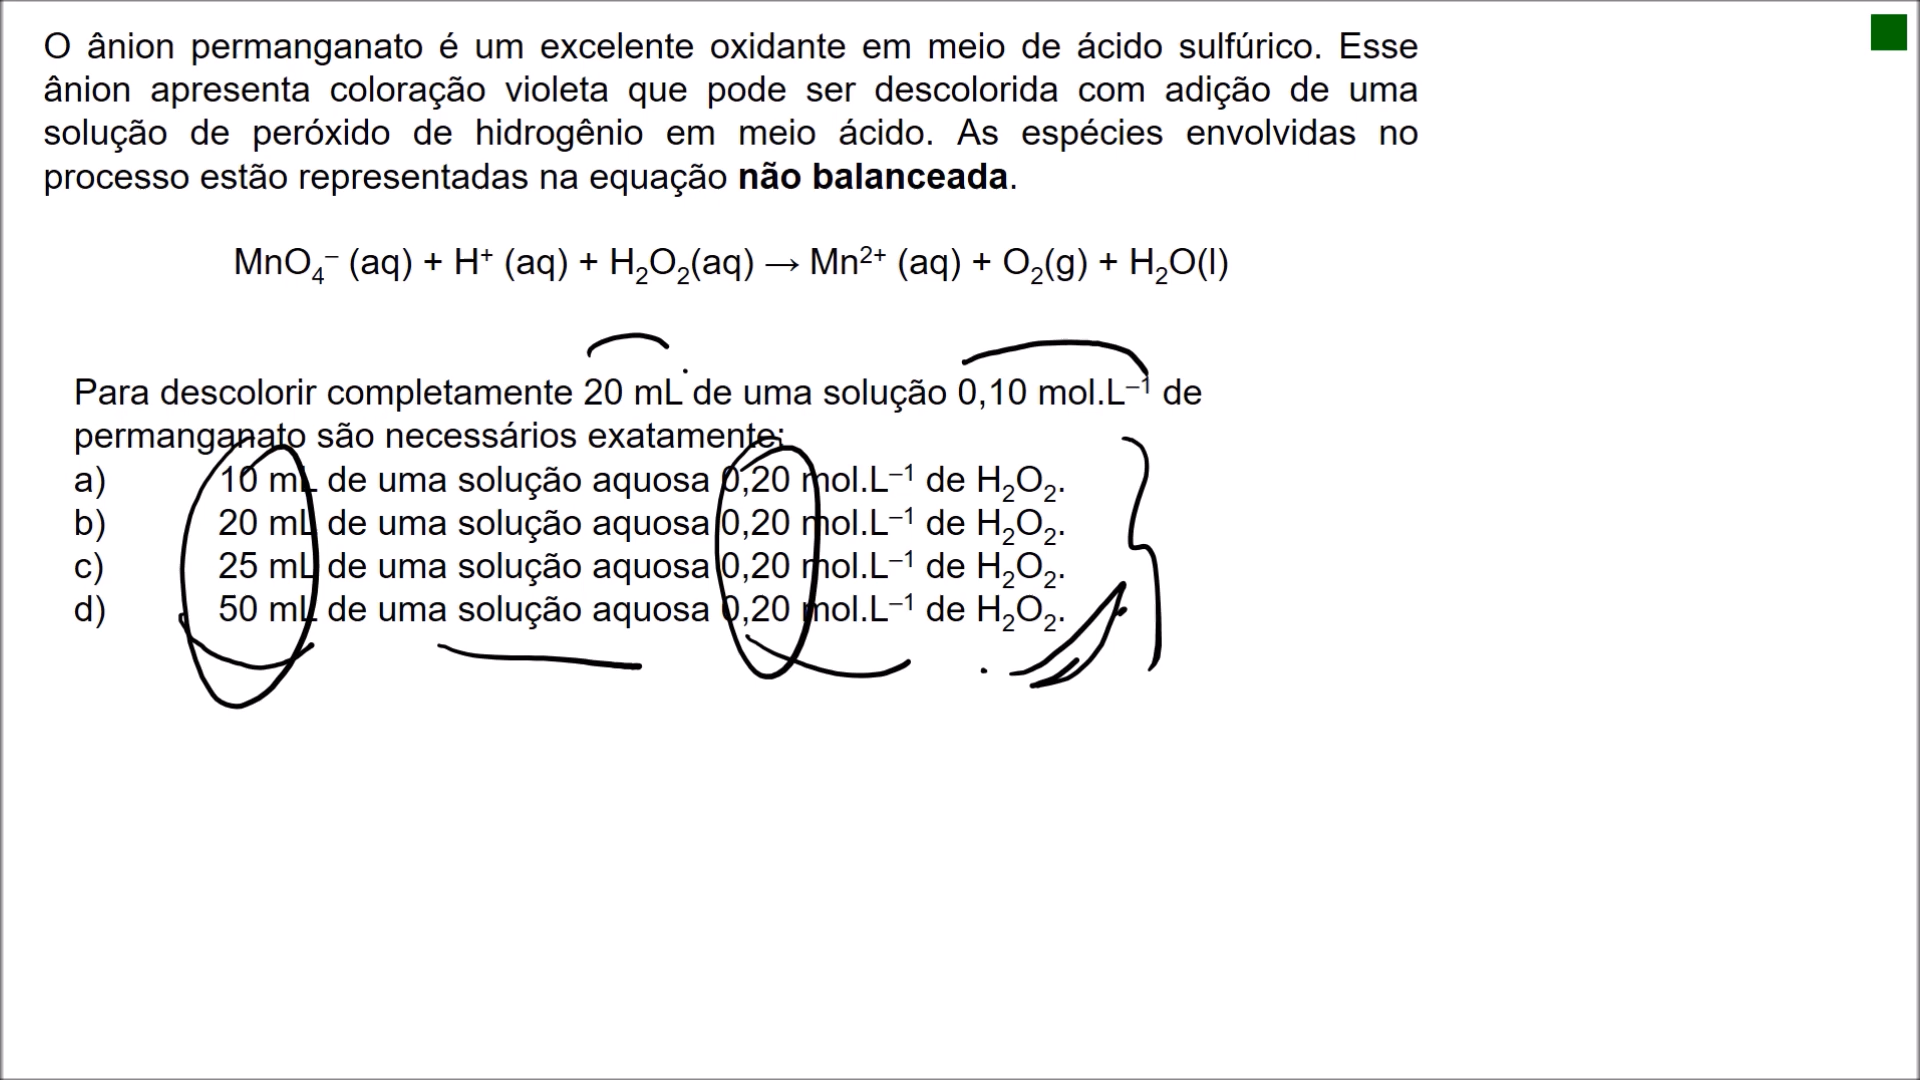 O ânion permanganato é um excelente oxidante em meio de ácido sulfúrico. Esse
ânion apresenta coloração violeta que pode ser descolorida com adição de uma
solução de peróxido de hidrogênio em meio ácido. As espécies envolvidas no
processo estão representadas na equação não balanceada.
MnO₄⁻ (aq) + H⁺ (aq) + H₂O₂(aq) → Mn²⁺ (aq) + O₂(g) + H₂O(l)
Para descolorir completamente 20 mL de uma solução 0,10 mol.L⁻¹ de
permanganato são necessários exatamente:
a) 10 mL de uma solução aquosa 0,20 mol.L⁻¹ de H₂O₂.
b) 20 mL de uma solução aquosa 0,20 mol.L⁻¹ de H₂O₂.
c) 25 mL de uma solução aquosa 0,20 mol.L⁻¹ de H₂O₂.
d) 50 mL de uma solução aquosa 0,20 mol.L⁻¹ de H₂O₂.